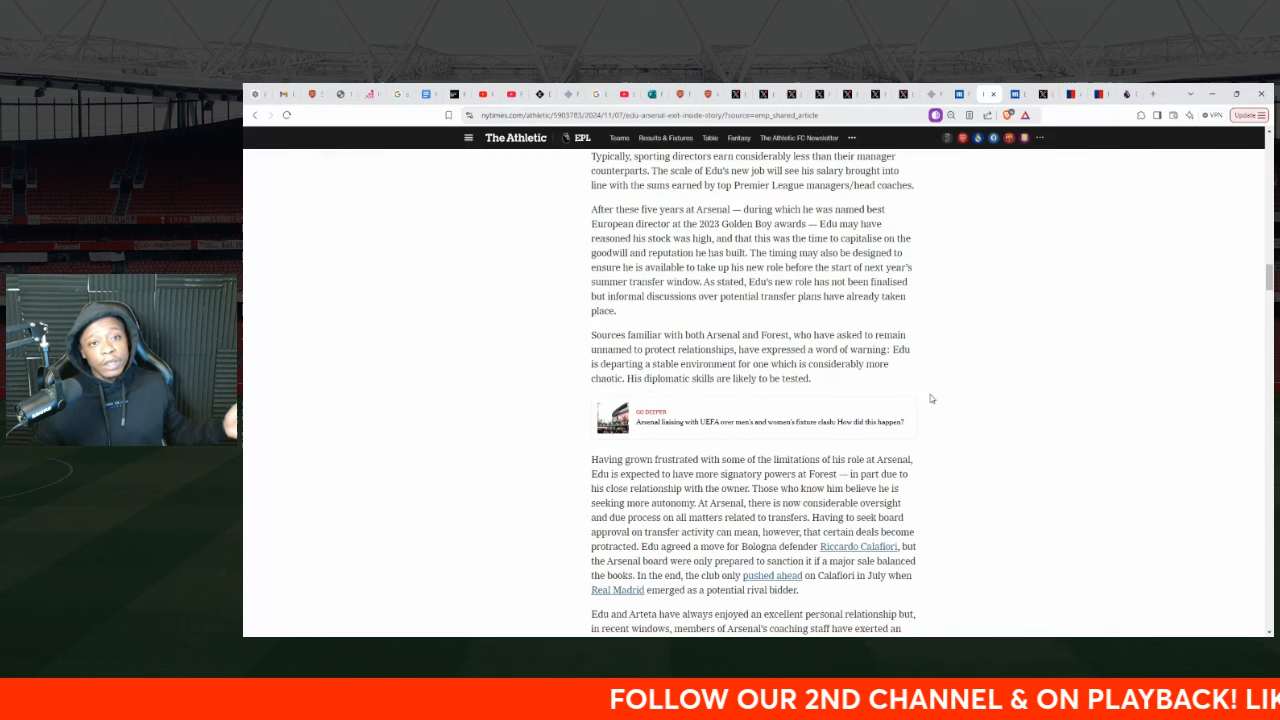 nytimes.com/athletic/5903783/2024/11/07/edu-arsenal-exit-inside-story/?source=emp_shared_article
VPN
Update
The Athletic
EPL
Teams
Results & Fixtures
Table
Fantasy
The Athletic FC Newsletter
Typically, sporting directors earn considerably less than their manager
counterparts. The scale of Edu's new job will see his salary brought into
line with the sums earned by top Premier League managers/head coaches.
After these five years at Arsenal — during which he was named best
European director at the 2023 Golden Boy awards — Edu may have
reasoned his stock was high, and that this was the time to capitalise on the
goodwill and reputation he has built. The timing may also be designed to
ensure he is available to take up his new role before the start of next year's
summer transfer window. As stated, Edu's new role has not been finalised
but informal discussions over potential transfer plans have already taken
place.
Sources familiar with both Arsenal and Forest, who have asked to remain
unnamed to protect relationships, have expressed a word of warning: Edu
is departing a stable environment for one which is considerably more
chaotic. His diplomatic skills are likely to be tested.
GO DEEPER
Arsenal liaising with UEFA over men's and women's fixture clash: How did this happen?
Having grown frustrated with some of the limitations of his role at Arsenal,
Edu is expected to have more signatory powers at Forest — in part due to
his close relationship with the owner. Those who know him believe he is
seeking more autonomy. At Arsenal, there is now considerable oversight
and due process on all matters related to transfers. Having to seek board
approval on transfer activity can mean, however, that certain deals become
protracted. Edu agreed a move for Bologna defender Riccardo Calafiori, but
the Arsenal board were only prepared to sanction it if a major sale balanced
the books. In the end, the club only pushed ahead on Calafiori in July when
Real Madrid emerged as a potential rival bidder.
Edu and Arteta have always enjoyed an excellent personal relationship but,
in recent windows, members of Arsenal's coaching staff have exerted an
FOLLOW OUR 2ND CHANNEL & ON PLAYBACK! LIK